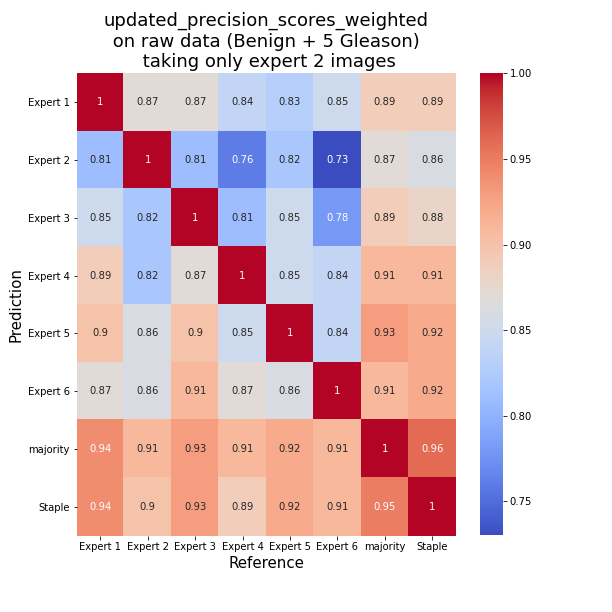 updated_precision_scores_weighted
on raw data (Benign + 5 Gleason)
taking only expert 2 images
1.00
Expert 1 1 0.87 0.87 0.84 0.83 0.85 0.89 0.89
Expert 2 0.81 1 0.81 0.76 0.82 0.73 0.87 0.86
0.95
Expert 3 0.85 0.82 1 0.81 0.85 0.78 0.89 0.88
0.90
Expert 4 0.89 0.82 0.87 1 0.85 0.84 0.91 0.91
Prediction
Expert 5 0.9 0.86 0.9 0.85 1 0.84 0.93 0.92
0.85
Expert 6 0.87 0.86 0.91 0.87 0.86 1 0.91 0.92
0.80
majority 0.94 0.91 0.93 0.91 0.92 0.91 1 0.96
0.75
Staple 0.94 0.9 0.93 0.89 0.92 0.91 0.95 1
Expert 1 Expert 2 Expert 3 Expert 4 Expert 5 Expert 6 majority Staple
Reference